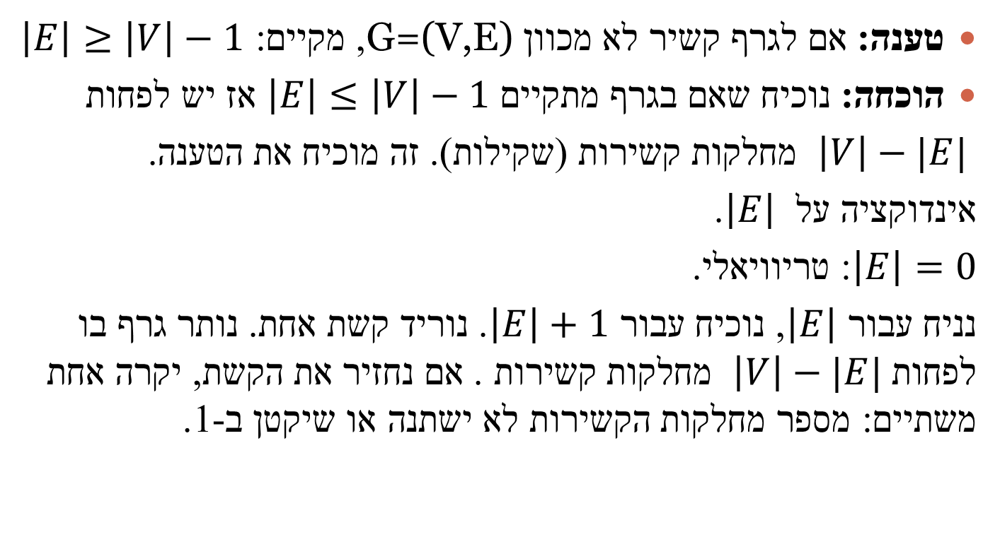 • טענה: אם לגרף קשיר לא מכוון G=(V,E), מקיים: |E| ≥ |V| − 1
• הוכחה: נוכיח שאם בגרף מתקיים |E| ≤ |V| − 1 אז יש לפחות
|V| − |E| מחלקות קשירות (שקילות). זה מוכיח את הטענה.
אינדוקציה על |E|.
|E| = 0: טריוויאלי.
נניח עבור |E|, נוכיח עבור |E| + 1. נוריד קשת אחת. נותר גרף בו
לפחות |V| − |E| מחלקות קשירות . אם נחזיר את הקשת, יקרה אחת
משתיים: מספר מחלקות הקשירות לא ישתנה או שיקטן ב-1.